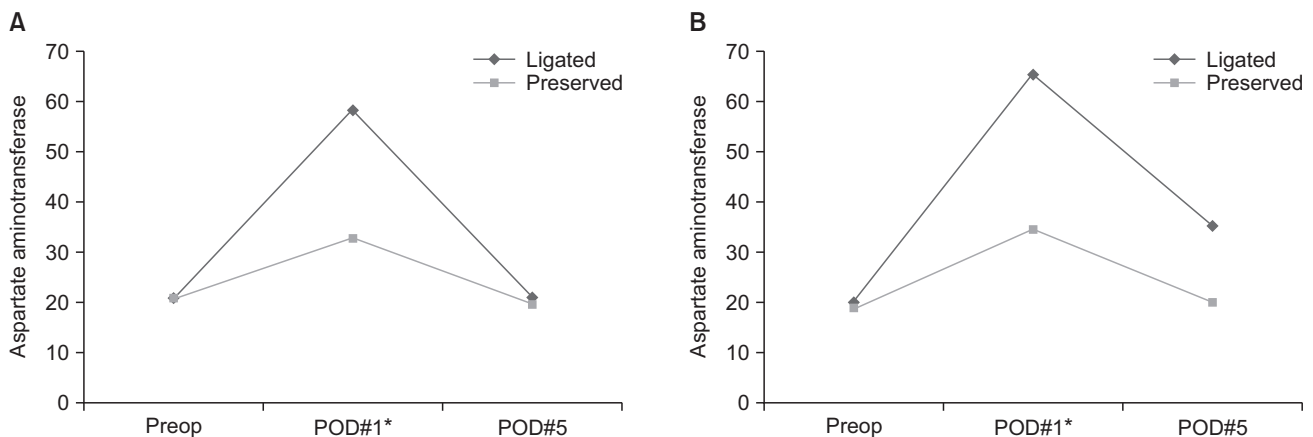 A
Aspartate aminotransferase
70
60
50
40
30
20
10
0
Ligated
Preserved
Preop
POD#1*
POD#5
B
Aspartate aminotransferase
70
60
50
40
30
20
10
0
Ligated
Preserved
Preop
POD#1*
POD#5